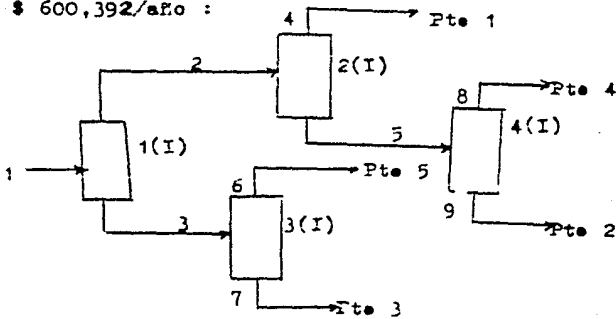 $ 600,392/año :
4
Pte 1
2
2(I)
8
Pte 4
1(I)
4(I)
5
1
6
Pte 5
9
Pte 2
3
3(I)
7
Pte 3